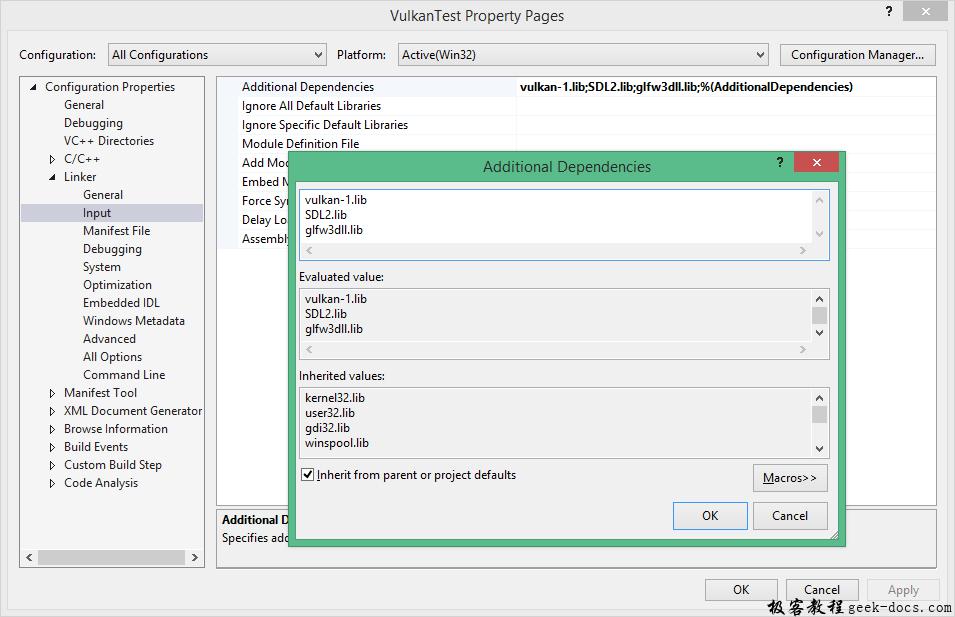 VulkanTest Property Pages
?
Configuration: All Configurations Platform: Active(Win32) Configuration Manager...
Configuration Properties
General
Debugging
VC++ Directories
C/C++
Linker
General
Input
Manifest File
Debugging
System
Optimization
Embedded IDL
Windows Metadata
Advanced
All Options
Command Line
Manifest Tool
XML Document Generator
Browse Information
Build Events
Custom Build Step
Code Analysis
Additional Dependencies vulkan-1.lib;SDL2.lib;glfw3dll.lib;%(AdditionalDependencies)
Ignore All Default Libraries
Ignore Specific Default Libraries
Module Definition File
Add Mod
Embed M
Force Sy
Delay Lo
Assembly
Additional Dependencies
?
vulkan-1.lib
SDL2.lib
glfw3dll.lib
Evaluated value:
vulkan-1.lib
SDL2.lib
glfw3dll.lib
Inherited values:
kernel32.lib
user32.lib
gdi32.lib
winspool.lib
Inherit from parent or project defaults
Macros>>
OK Cancel
Additional D
Specifies add
OK Cancel Apply
极客教程geek-docs.com